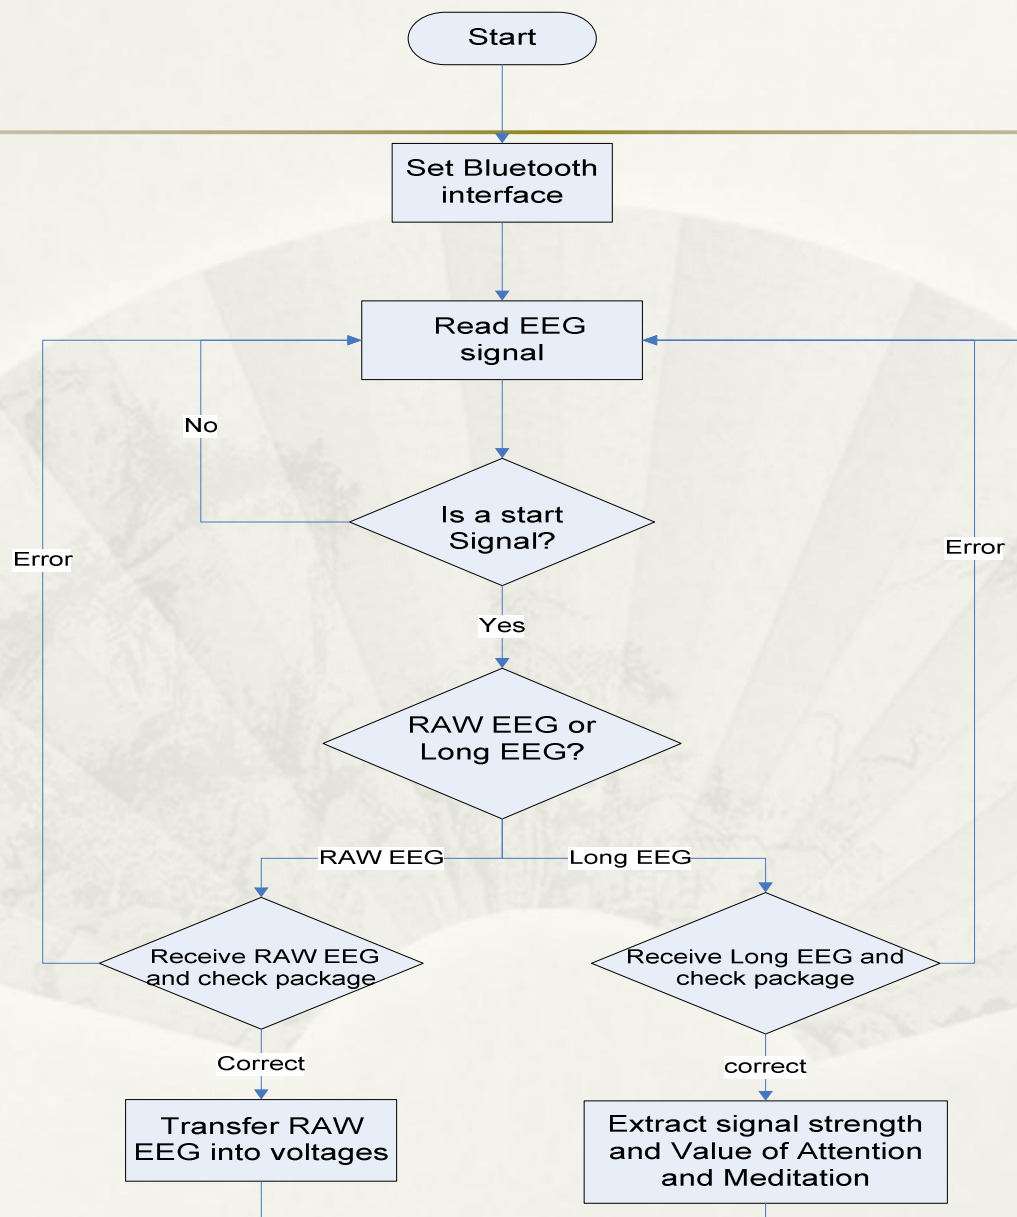 Start
Set Bluetooth
interface
Read EEG
signal
No
Is a start
Signal?
Error
Error
Yes
RAW EEG or
Long EEG?
RAW EEG
Long EEG
Receive RAW EEG
and check package
Receive Long EEG and
check package
Correct
correct
Transfer RAW
EEG into voltages
Extract signal strength
and Value of Attention
and Meditation